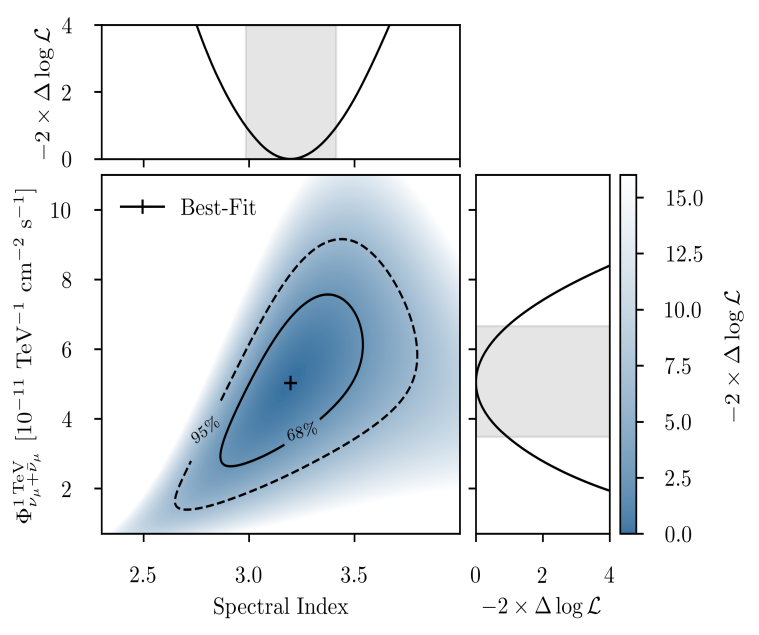 4
2
0
−2 × Δ log ℒ
Best-Fit
10
8
6
4
2
95%
68%
Φ^{1 TeV}_{ν_μ+ν̄_μ} [10^{−11} TeV^{−1} cm^{−2} s^{−1}]
2.5 3.0 3.5
Spectral Index
0 2 4
−2 × Δ log ℒ
15.0
12.5
10.0
7.5
5.0
2.5
0.0
−2 × Δ log ℒ